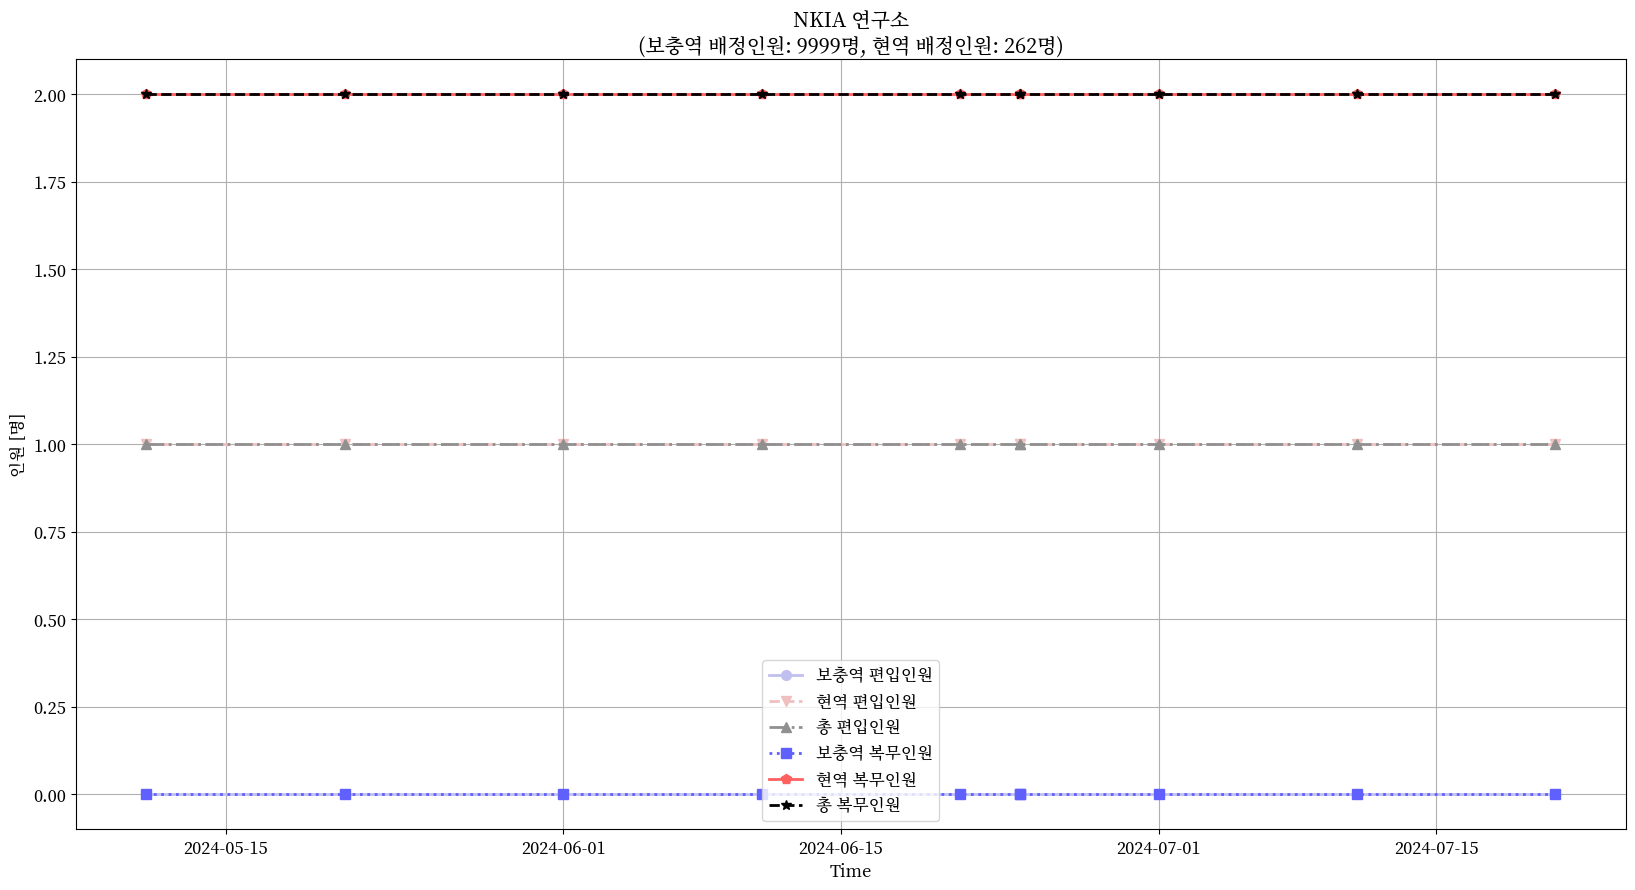 NKIA 연구소
(보충역 배정인원: 9999명, 현역 배정인원: 262명)
2.00
1.75
1.50
1.25
1.00
0.75
0.50
0.25
0.00
인원 [명]
보충역 편입인원
현역 편입인원
총 편입인원
보충역 복무인원
현역 복무인원
총 복무인원
2024-05-15
2024-06-01
2024-06-15
2024-07-01
2024-07-15
Time